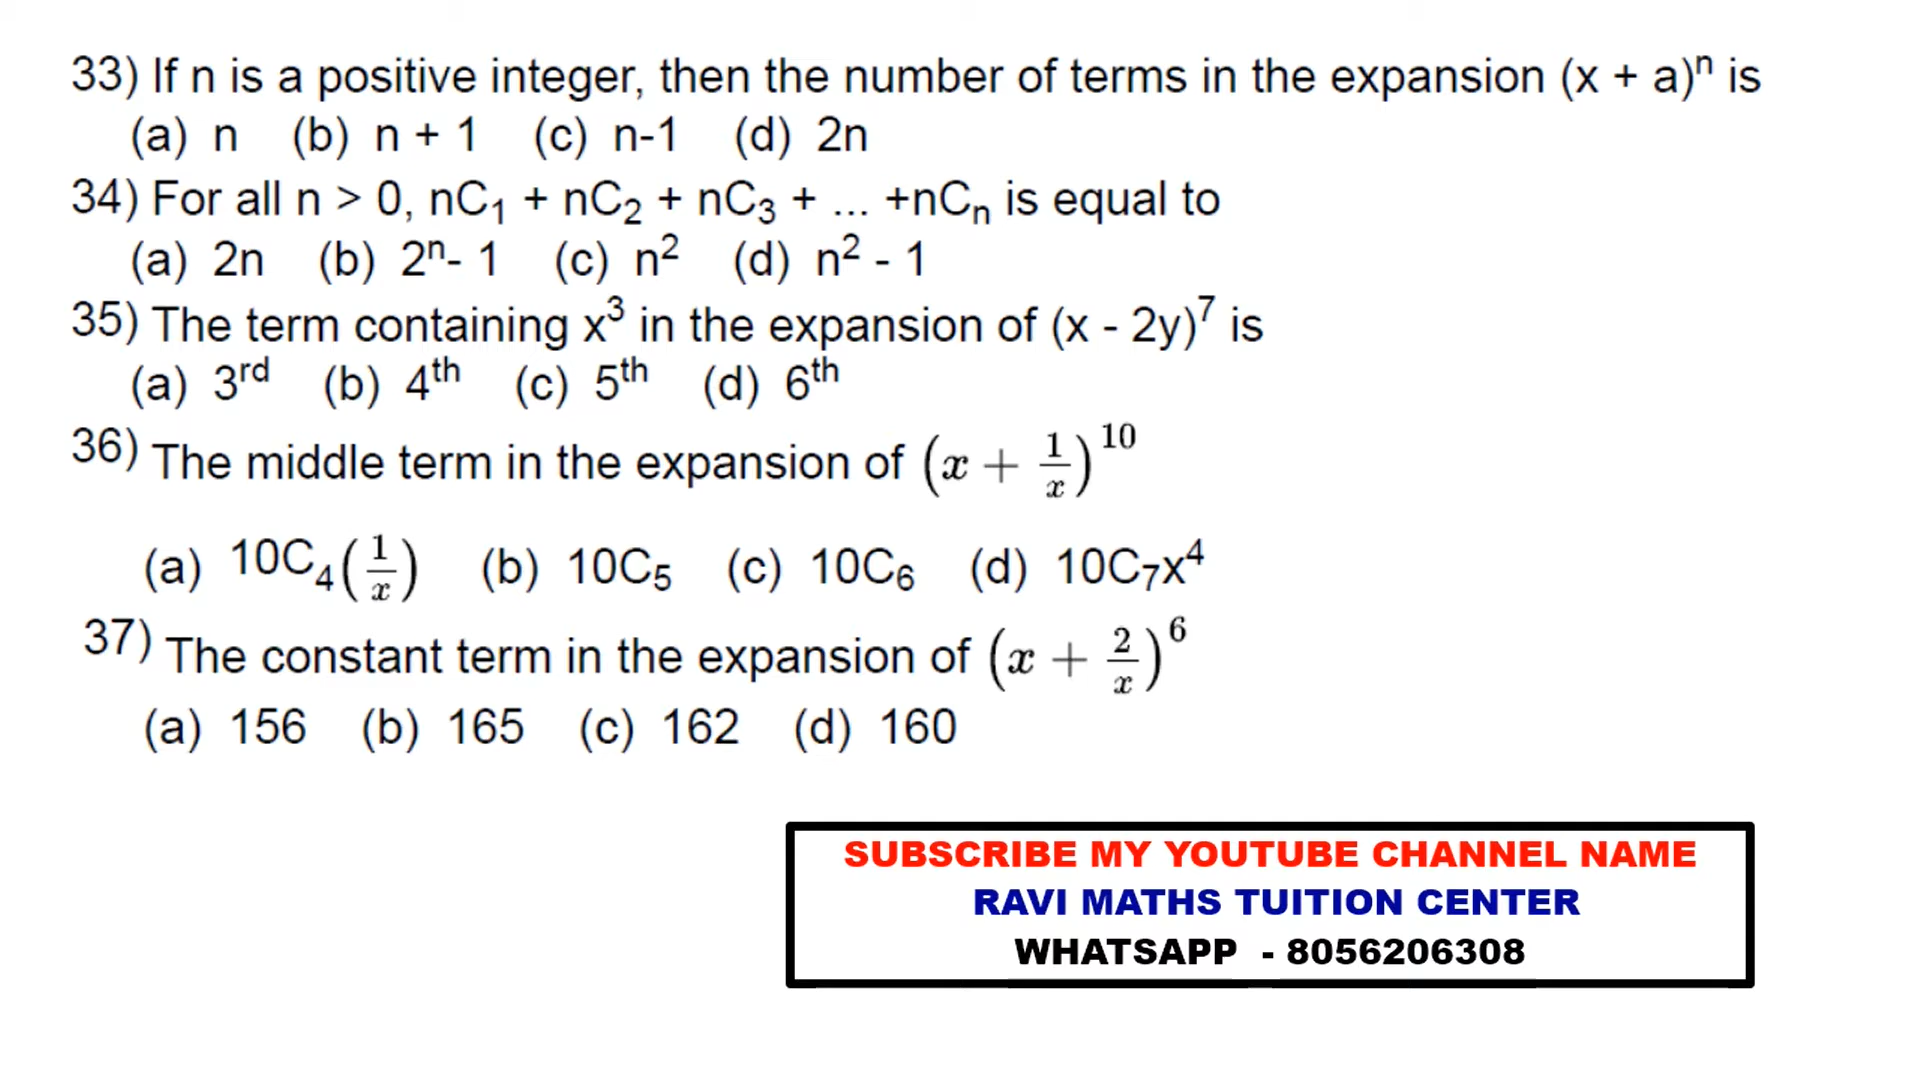 33) If n is a positive integer, then the number of terms in the expansion (x + a)ⁿ is
(a) n (b) n + 1 (c) n-1 (d) 2n
34) For all n > 0, nC₁ + nC₂ + nC₃ + ... +nCₙ is equal to
(a) 2n (b) 2ⁿ- 1 (c) n² (d) n² - 1
35) The term containing x³ in the expansion of (x - 2y)⁷ is
(a) 3ʳᵈ (b) 4ᵗʰ (c) 5ᵗʰ (d) 6ᵗʰ
36) The middle term in the expansion of (x + 1/x)¹⁰
(a) 10C₄(1/x) (b) 10C₅ (c) 10C₆ (d) 10C₇x⁴
37) The constant term in the expansion of (x + 2/x)⁶
(a) 156 (b) 165 (c) 162 (d) 160
SUBSCRIBE MY YOUTUBE CHANNEL NAME
RAVI MATHS TUITION CENTER
WHATSAPP - 8056206308